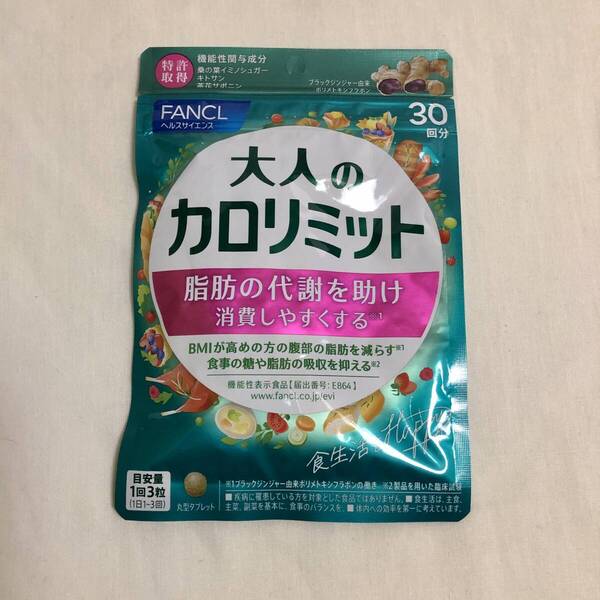 特許
取得
機能性関与成分
桑の葉イミノシュガー
キトサン
茶花サポニン
ブラックジンジャー由来
ポリメトキシフラボン
FANCL
ヘルスサイエンス
30
回分
大人の
カロリミット
脂肪の代謝を助け
消費しやすくする※1
BMIが高めの方の腹部の脂肪を減らす※1
食事の糖や脂肪の吸収を抑える※2
機能性表示食品【届出番号:E864】
www.fancl.co.jp/evi
食生活
Happy
目安量
1回3粒
(1日1~3回)
丸型タブレット
※1ブラックジンジャー由来ポリメトキシフラボンの働き ※2製品を用いた臨床試験
■疾病に罹患している方を対象とした食品ではありません。■食生活は、主食、
主菜、副菜を基本に、食事のバランスを。■体内への効率を第一に考えています。